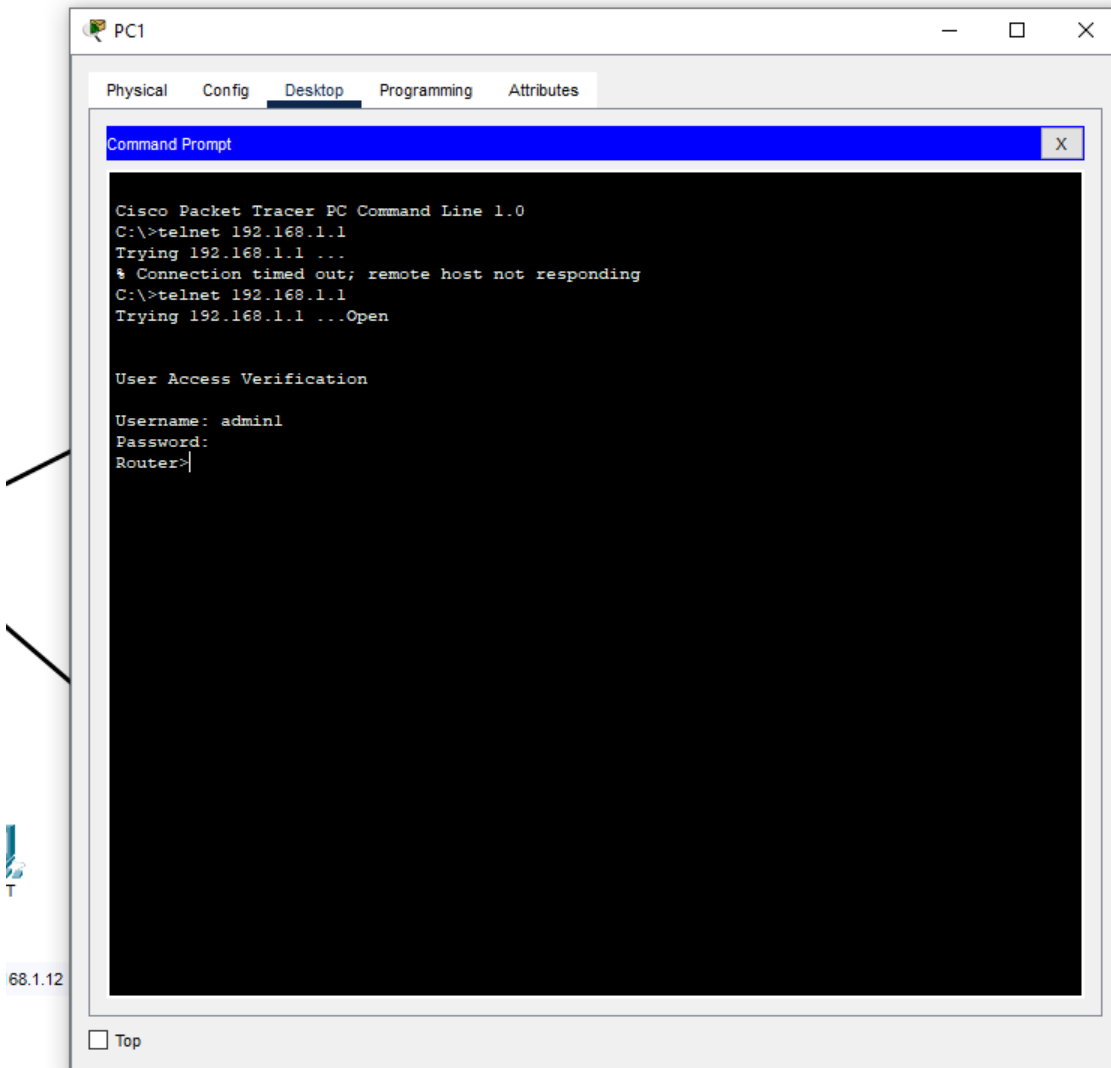 PC1
Physical Config Desktop Programming Attributes
Command Prompt
X
Cisco Packet Tracer PC Command Line 1.0
C:\>telnet 192.168.1.1
Trying 192.168.1.1 ...
% Connection timed out; remote host not responding
C:\>telnet 192.168.1.1
Trying 192.168.1.1 ...Open
User Access Verification
Username: admin1
Password:
Router>
T
68.1.12
Top